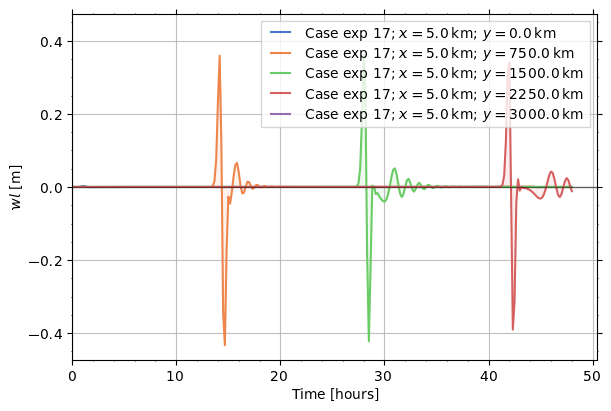 Case exp 17; x = 5.0 km; y = 0.0 km
Case exp 17; x = 5.0 km; y = 750.0 km
Case exp 17; x = 5.0 km; y = 1500.0 km
Case exp 17; x = 5.0 km; y = 2250.0 km
Case exp 17; x = 5.0 km; y = 3000.0 km
wl [m]
0.4
0.2
0.0
−0.2
−0.4
0 10 20 30 40 50
Time [hours]